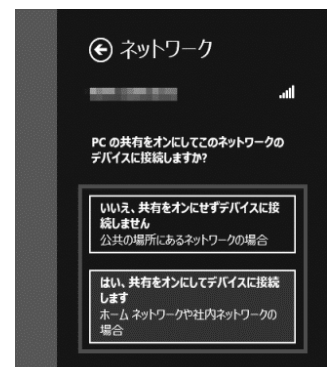 ネットワーク
PC の共有をオンにしてこのネットワークの
デバイスに接続しますか?
いいえ、共有をオンにせずデバイスに接
続しません
公共の場所にあるネットワークの場合
はい、共有をオンにしてデバイスに接続
します
ホーム ネットワークや社内ネットワークの
場合